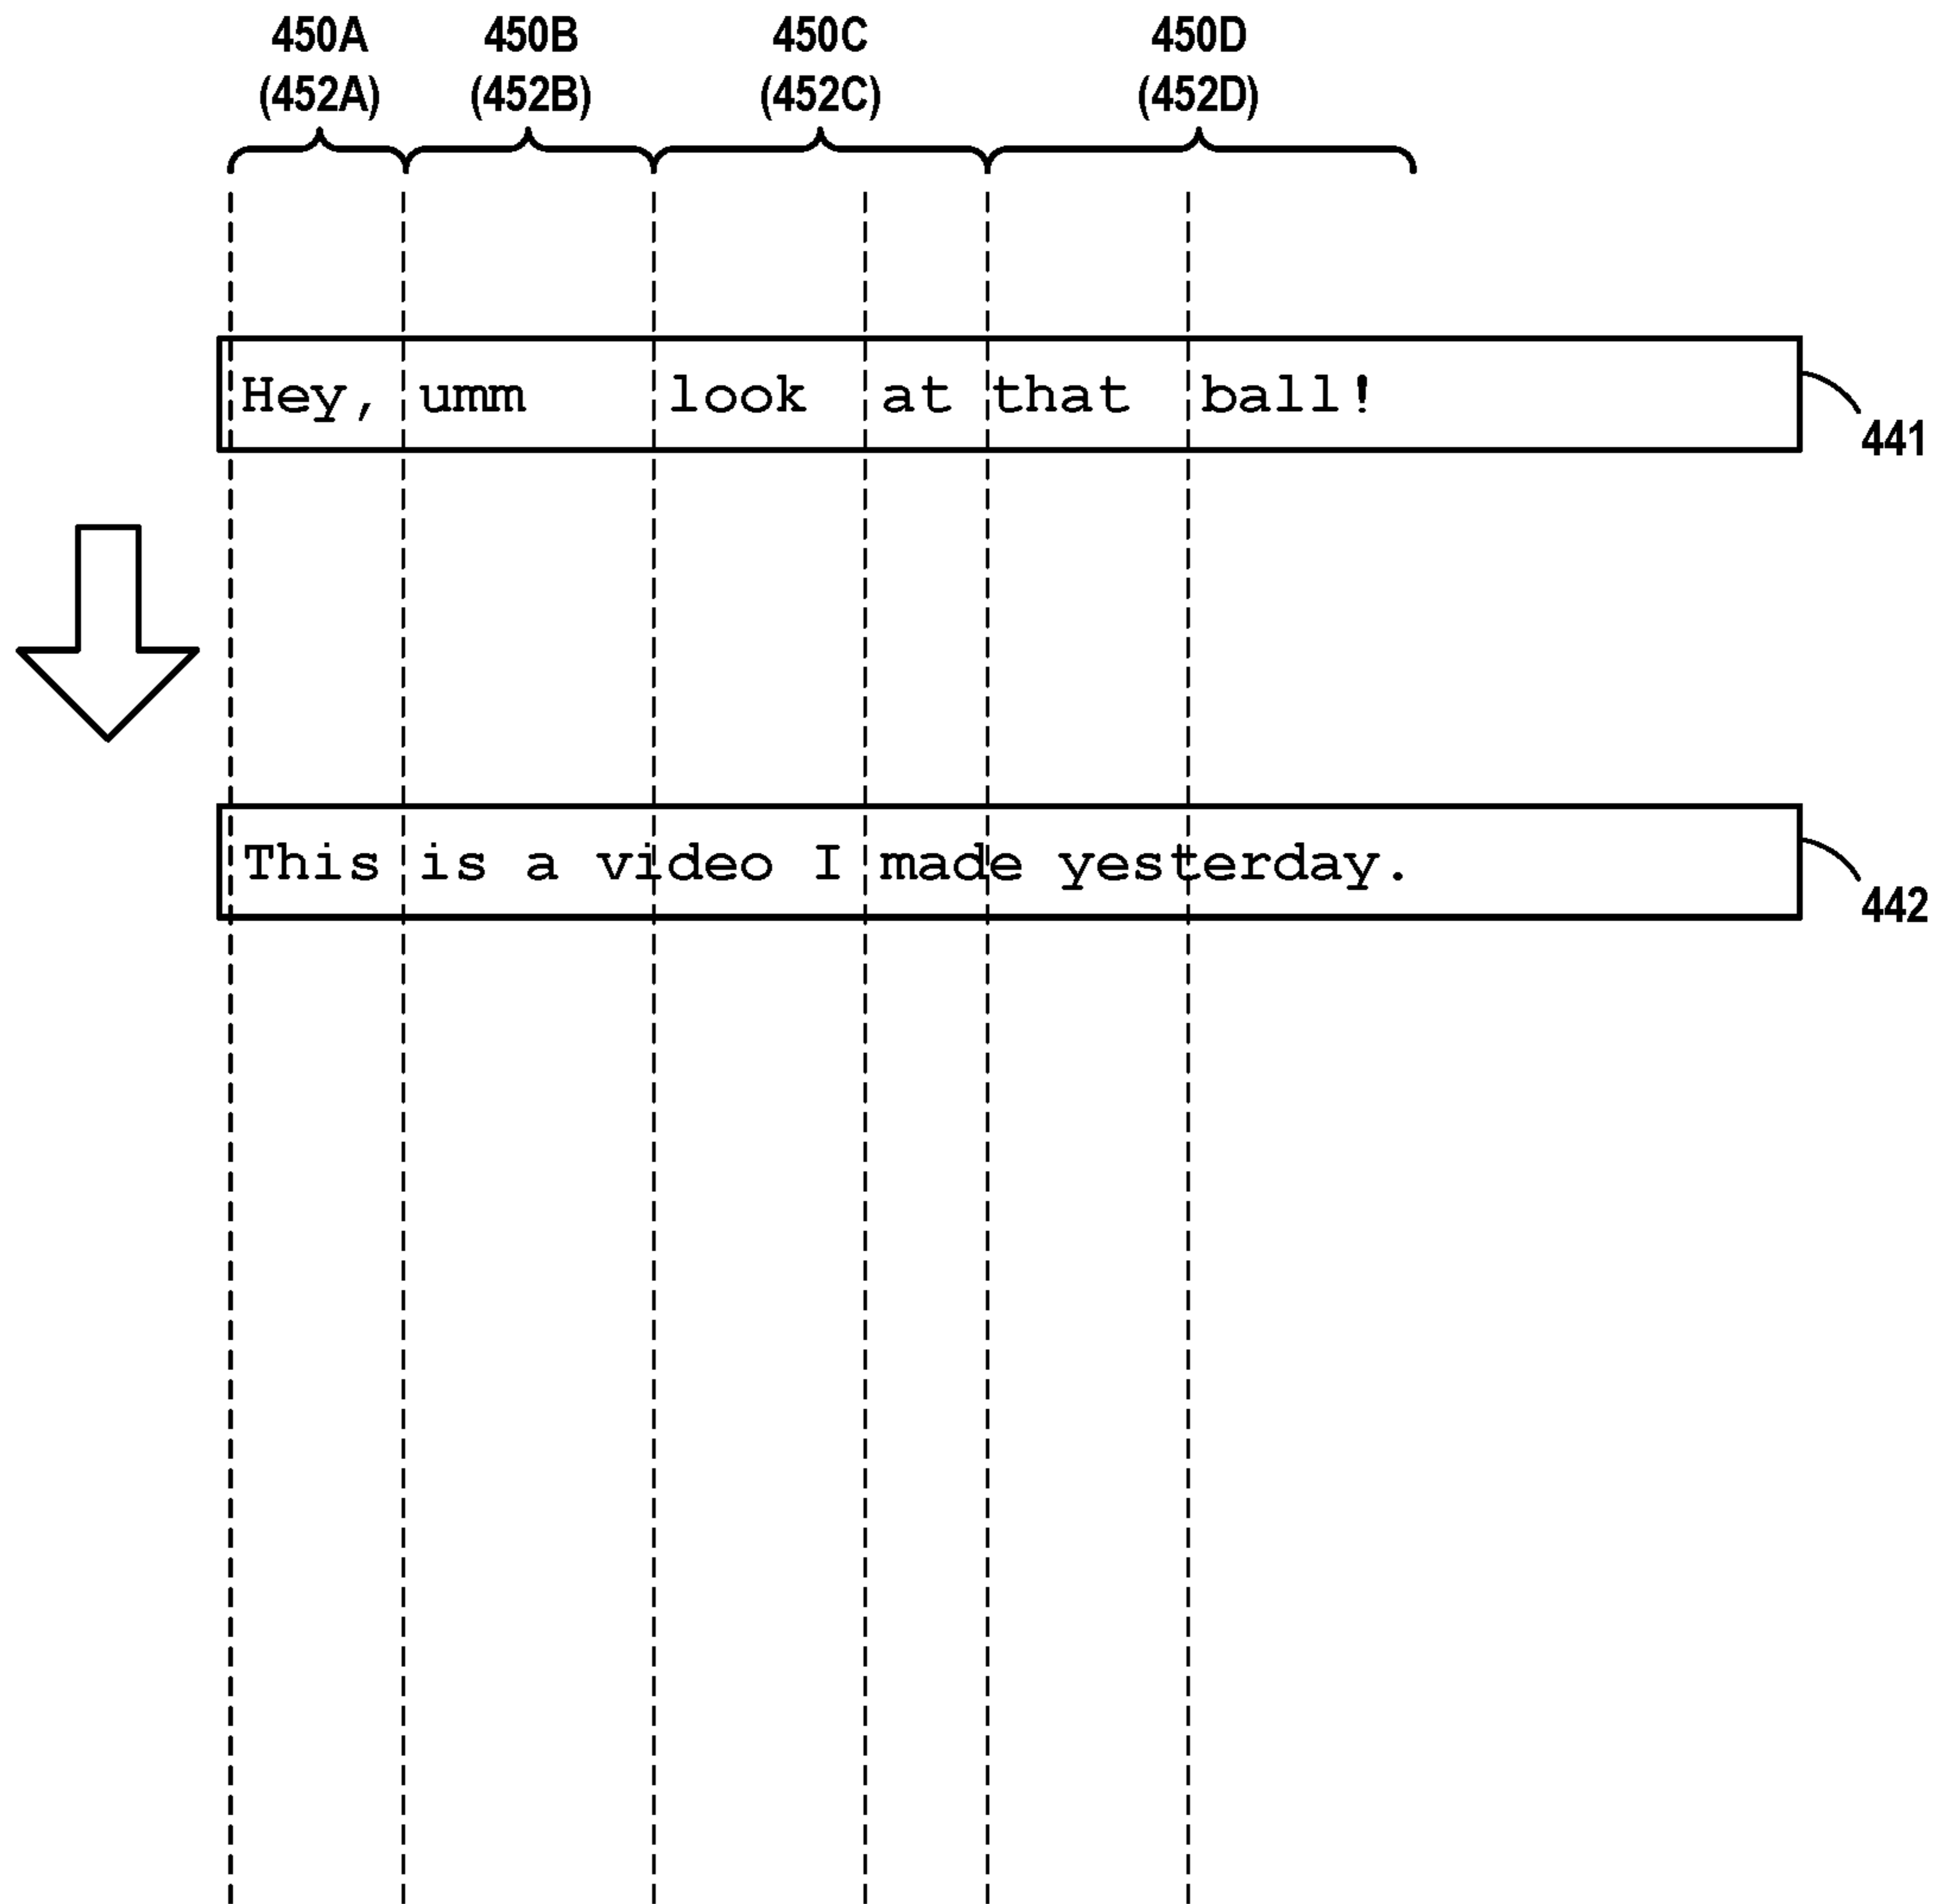 450A 450B 450C 450D
(452A) (452B) (452C) (452D)
Hey, umm look at that ball!
441
This is a video I made yesterday.
442